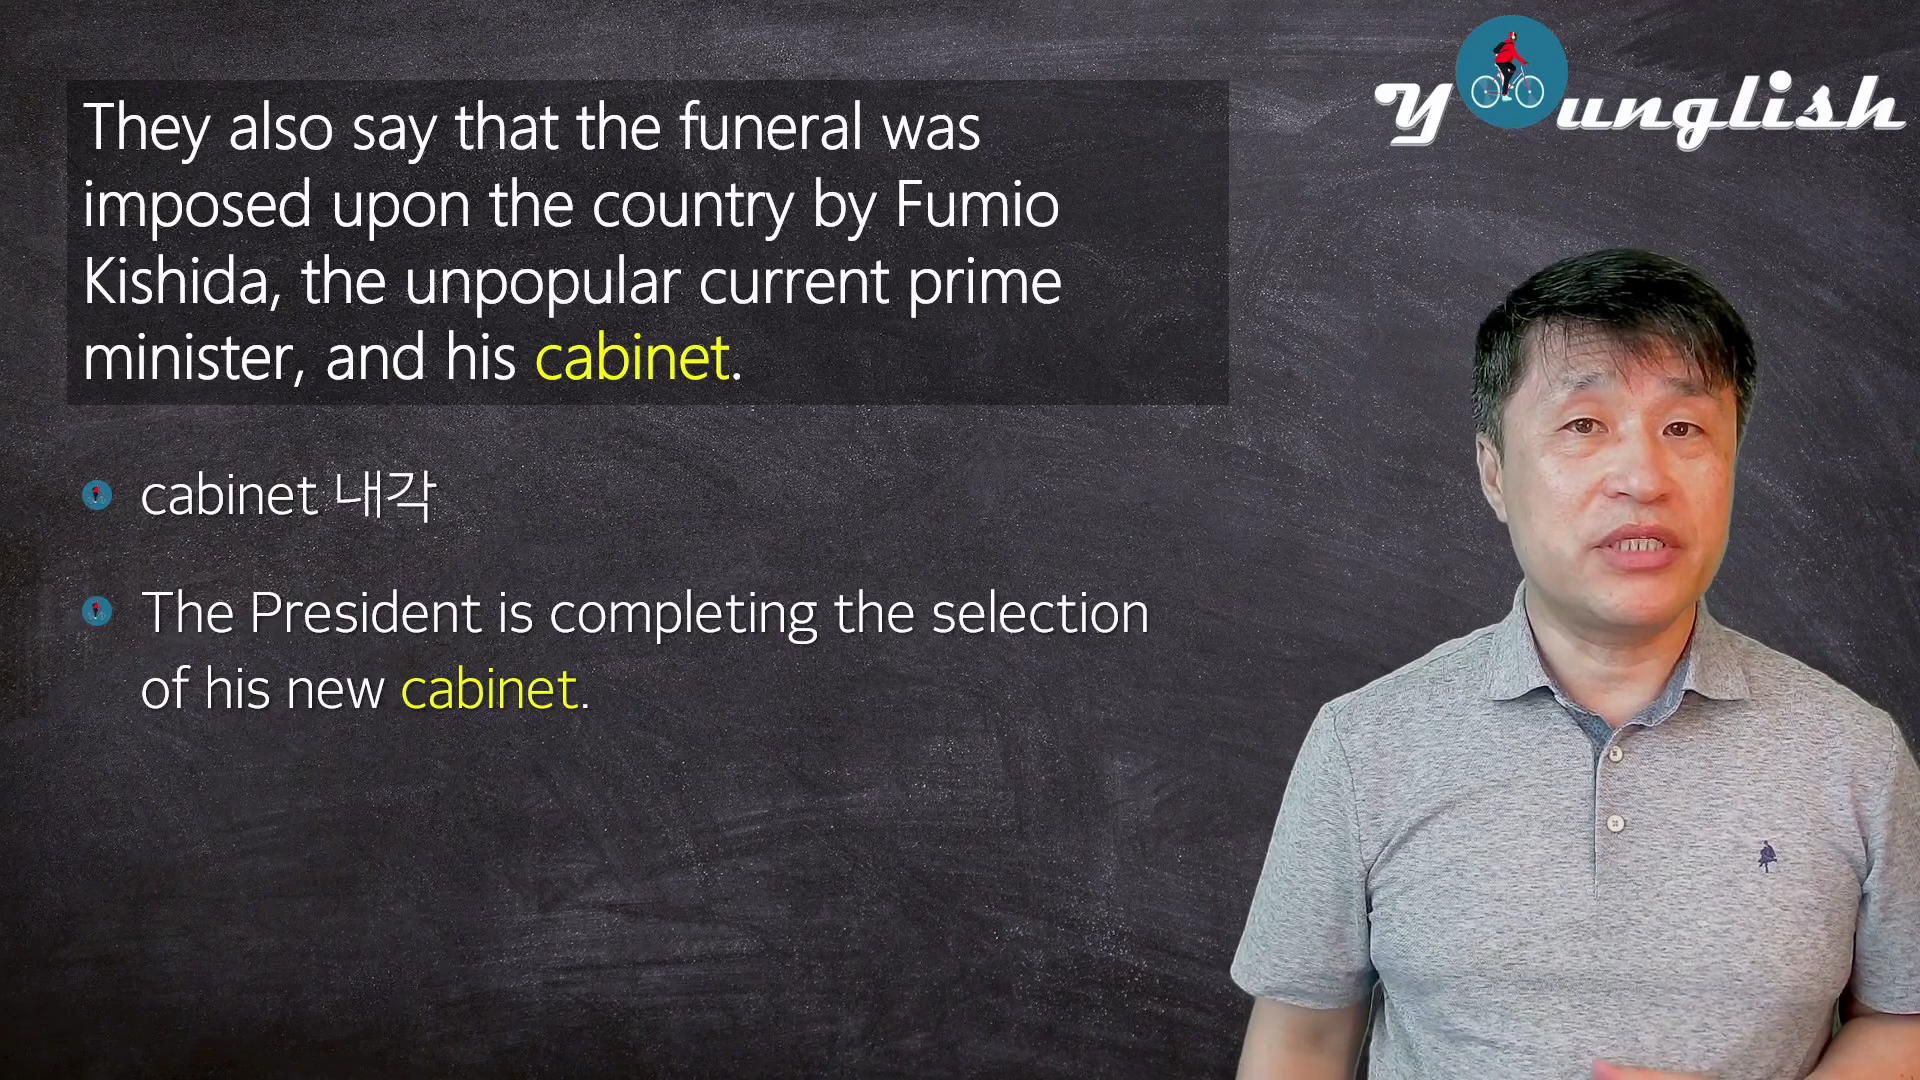 Younglish
They also say that the funeral was
imposed upon the country by Fumio
Kishida, the unpopular current prime
minister, and his cabinet.
cabinet 내각
The President is completing the selection
of his new cabinet.